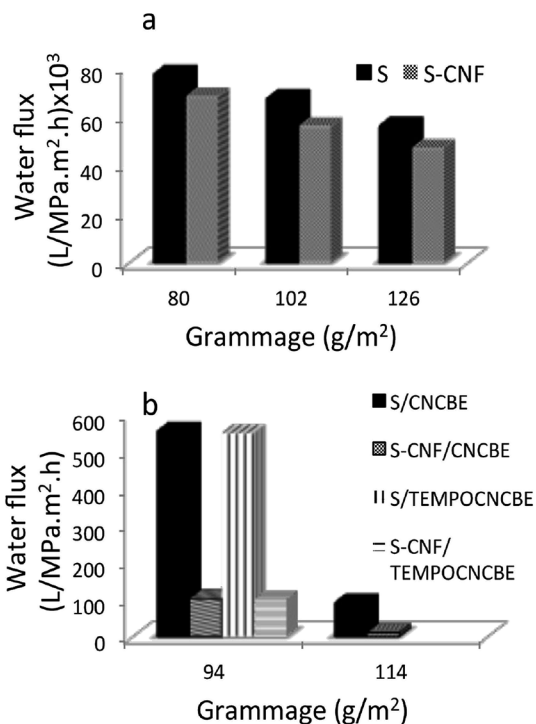 a
S S-CNF
Water flux
(L/MPa.m².h)x10³
80
60
40
20
0
80 102 126
Grammage (g/m²)
b
S/CNCBE
S-CNF/CNCBE
S/TEMPOCNCBE
S-CNF/
TEMPOCNCBE
Water flux
(L/MPa.m².h)
600
500
400
300
200
100
0
94 114
Grammage (g/m²)